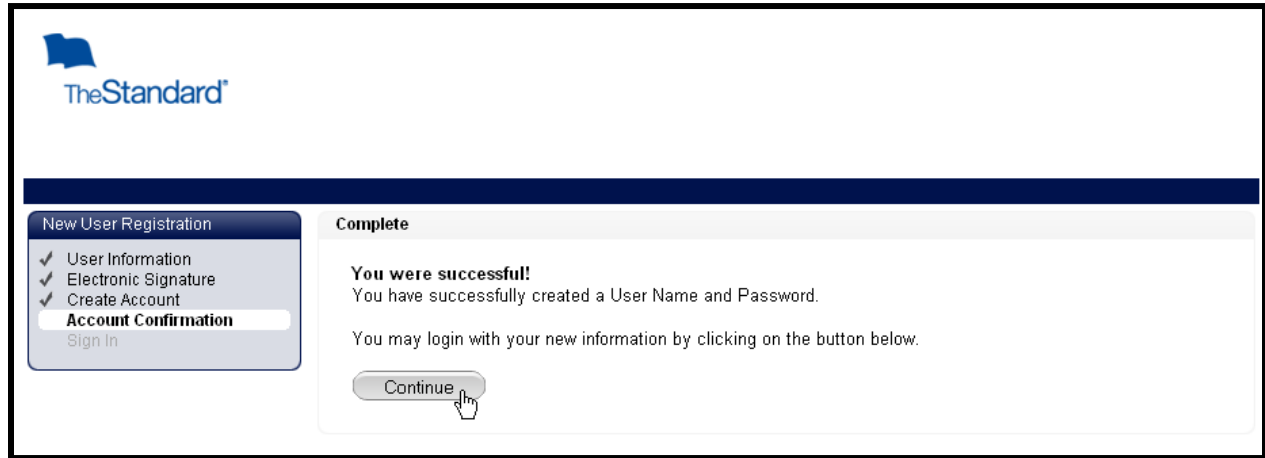 TheStandard®
New User Registration
User Information
Electronic Signature
Create Account
Account Confirmation
Sign In
Complete
You were successful!
You have successfully created a User Name and Password.
You may login with your new information by clicking on the button below.
Continue